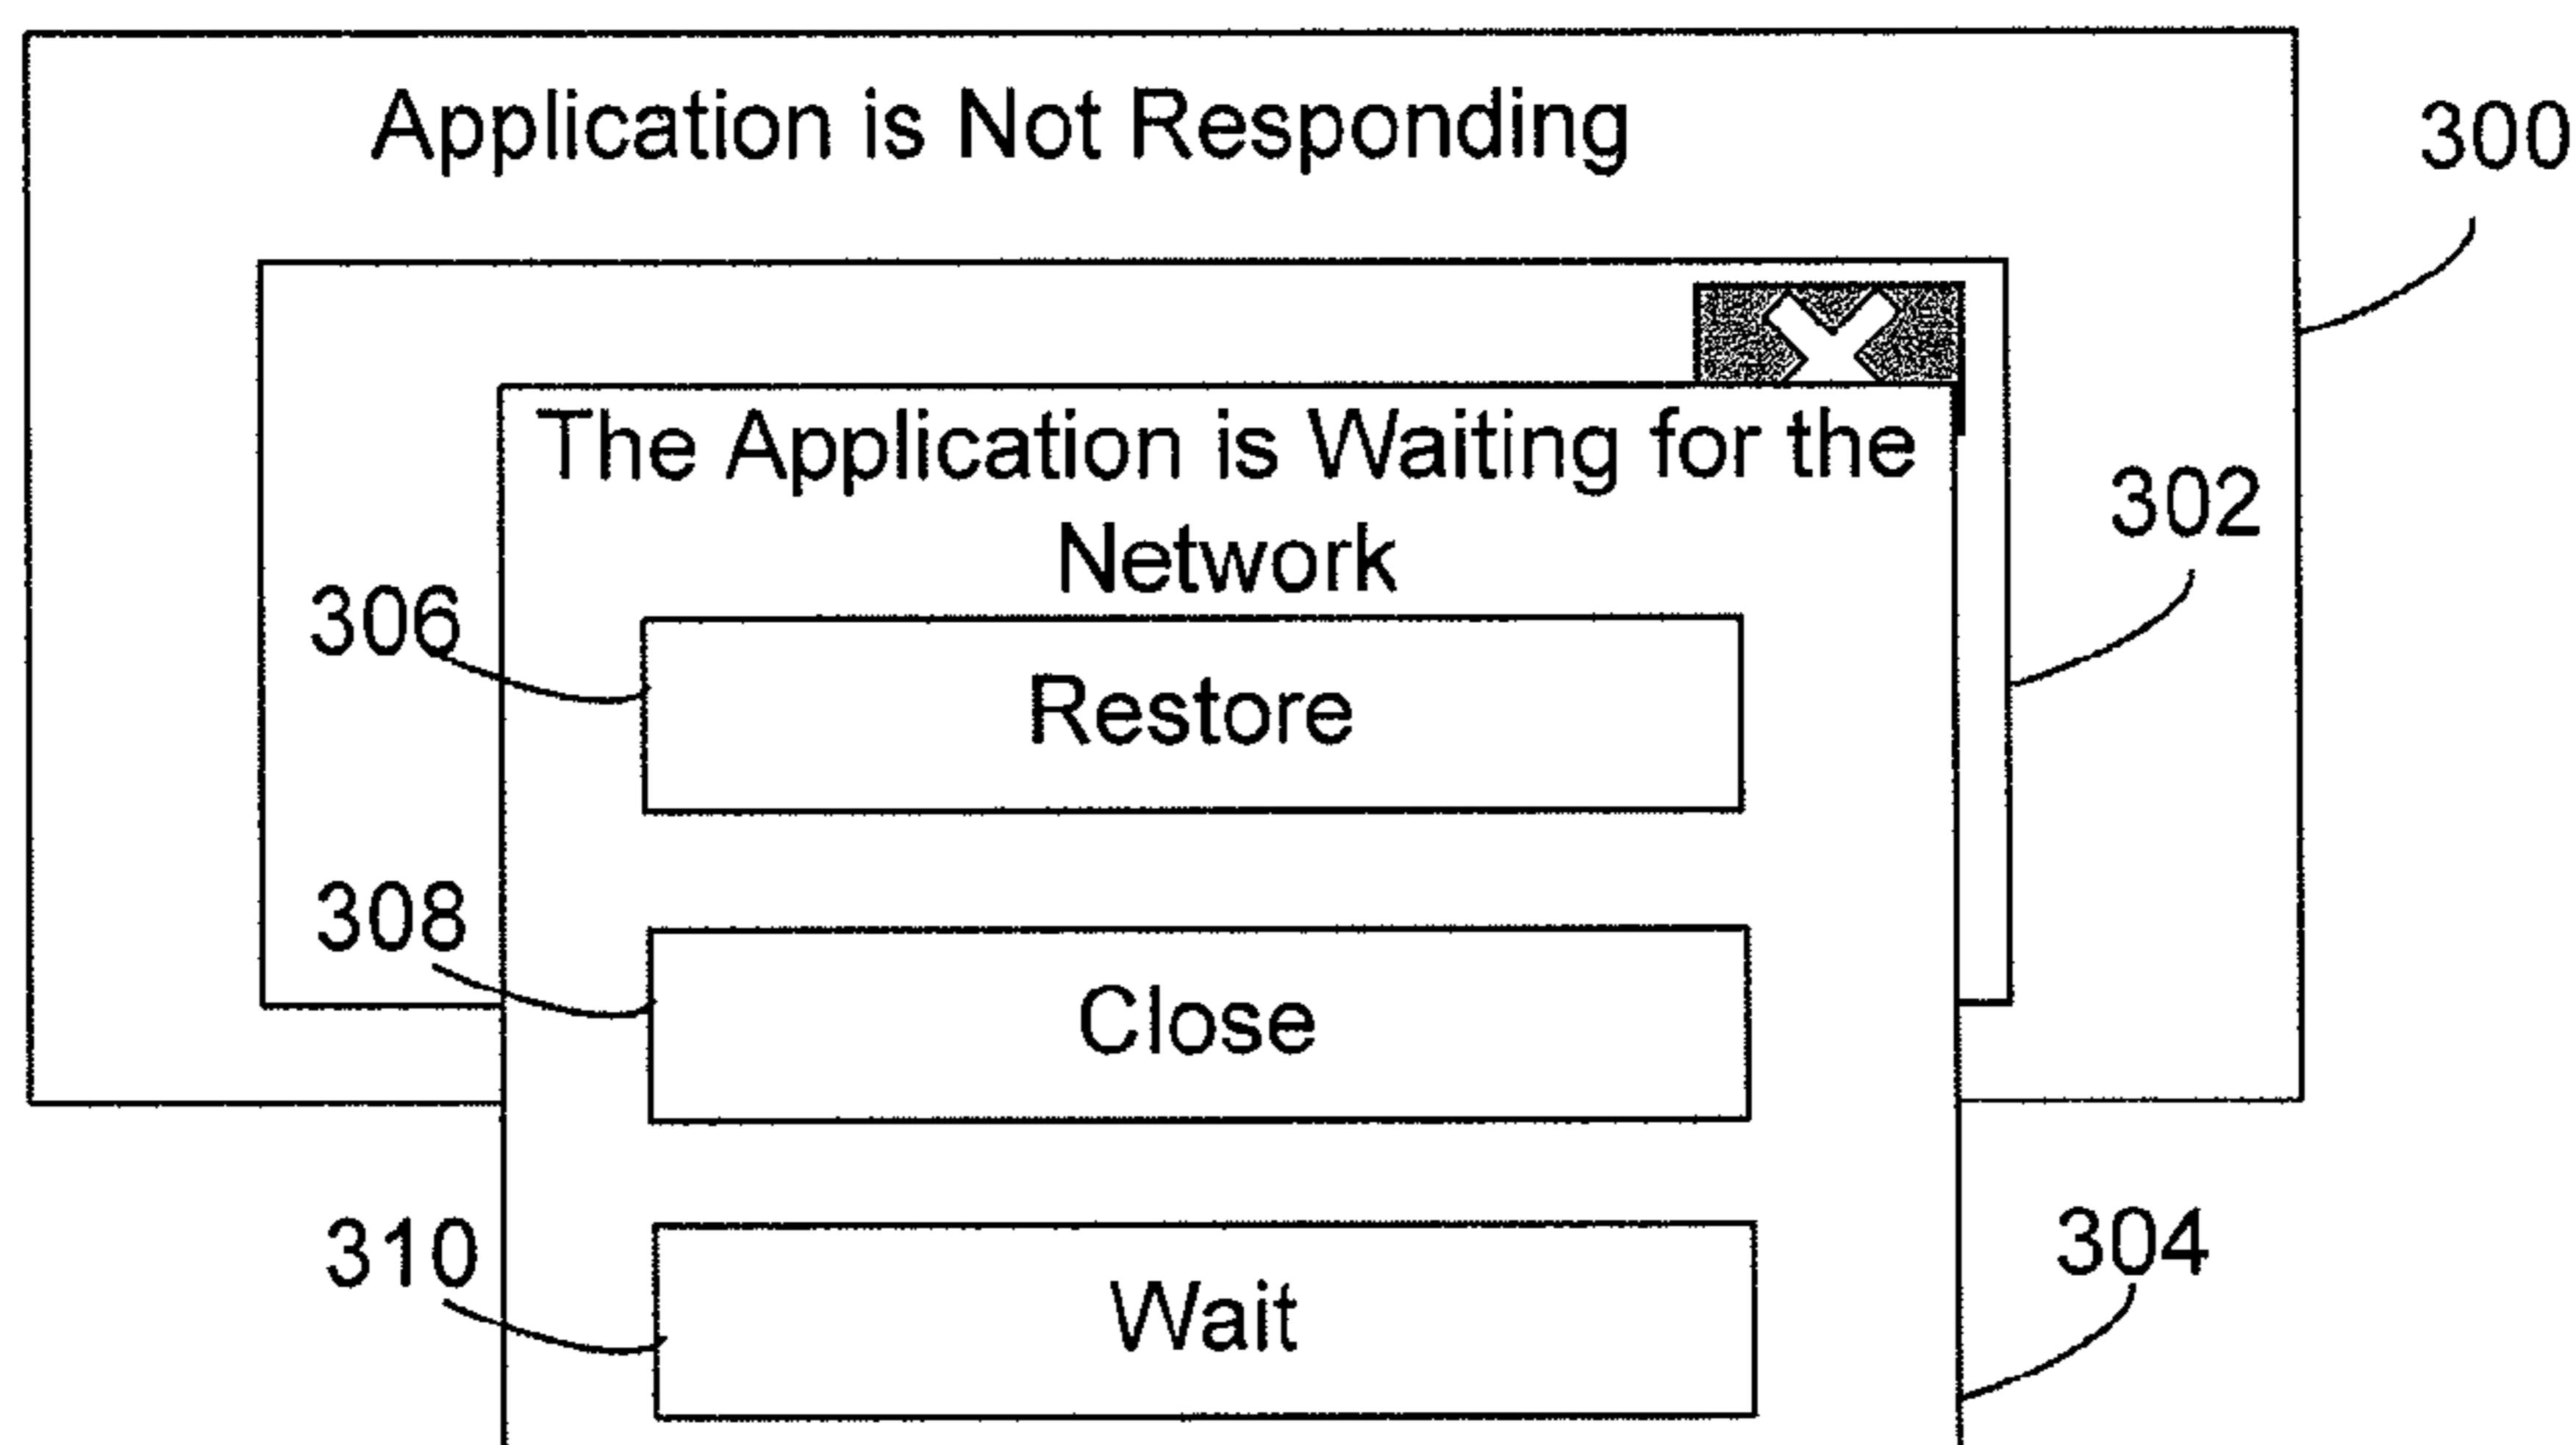 Application is Not Responding
300
The Application is Waiting for the
Network
302
306
Restore
308
Close
310
Wait
304